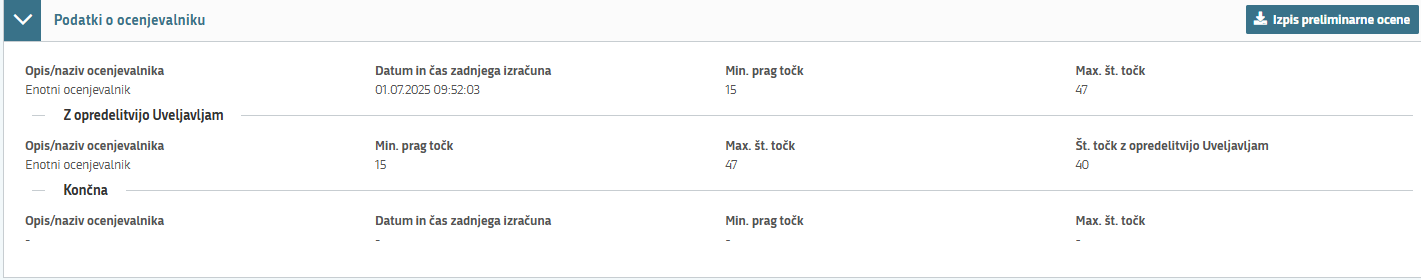 Podatki o ocenjevalniku
Izpis preliminarne ocene
Opis/naziv ocenjevalnika Datum in čas zadnjega izračuna Min. prag točk Max. št. točk
Enotni ocenjevalnik 01.07.2025 09:52:03 15 47
Z opredelitvijo Uveljavljam
Opis/naziv ocenjevalnika Min. prag točk Max. št. točk Št. točk z opredelitvijo Uveljavljam
Enotni ocenjevalnik 15 47 40
Končna
Opis/naziv ocenjevalnika Datum in čas zadnjega izračuna Min. prag točk Max. št. točk
- - - -